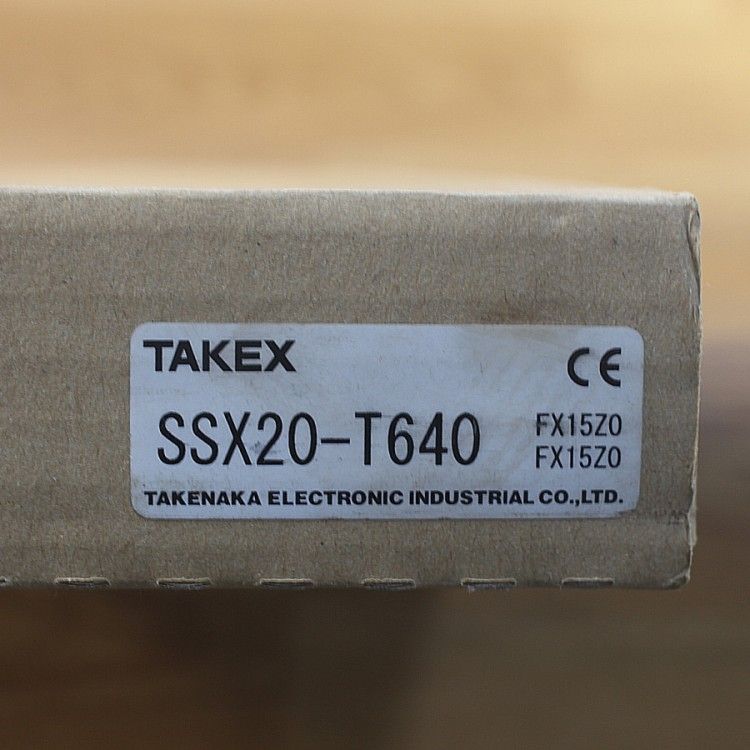 TAKEX
CE
SSX20-T640
FX15Z0
FX15Z0
TAKENAKA ELECTRONIC INDUSTRIAL CO.,LTD.